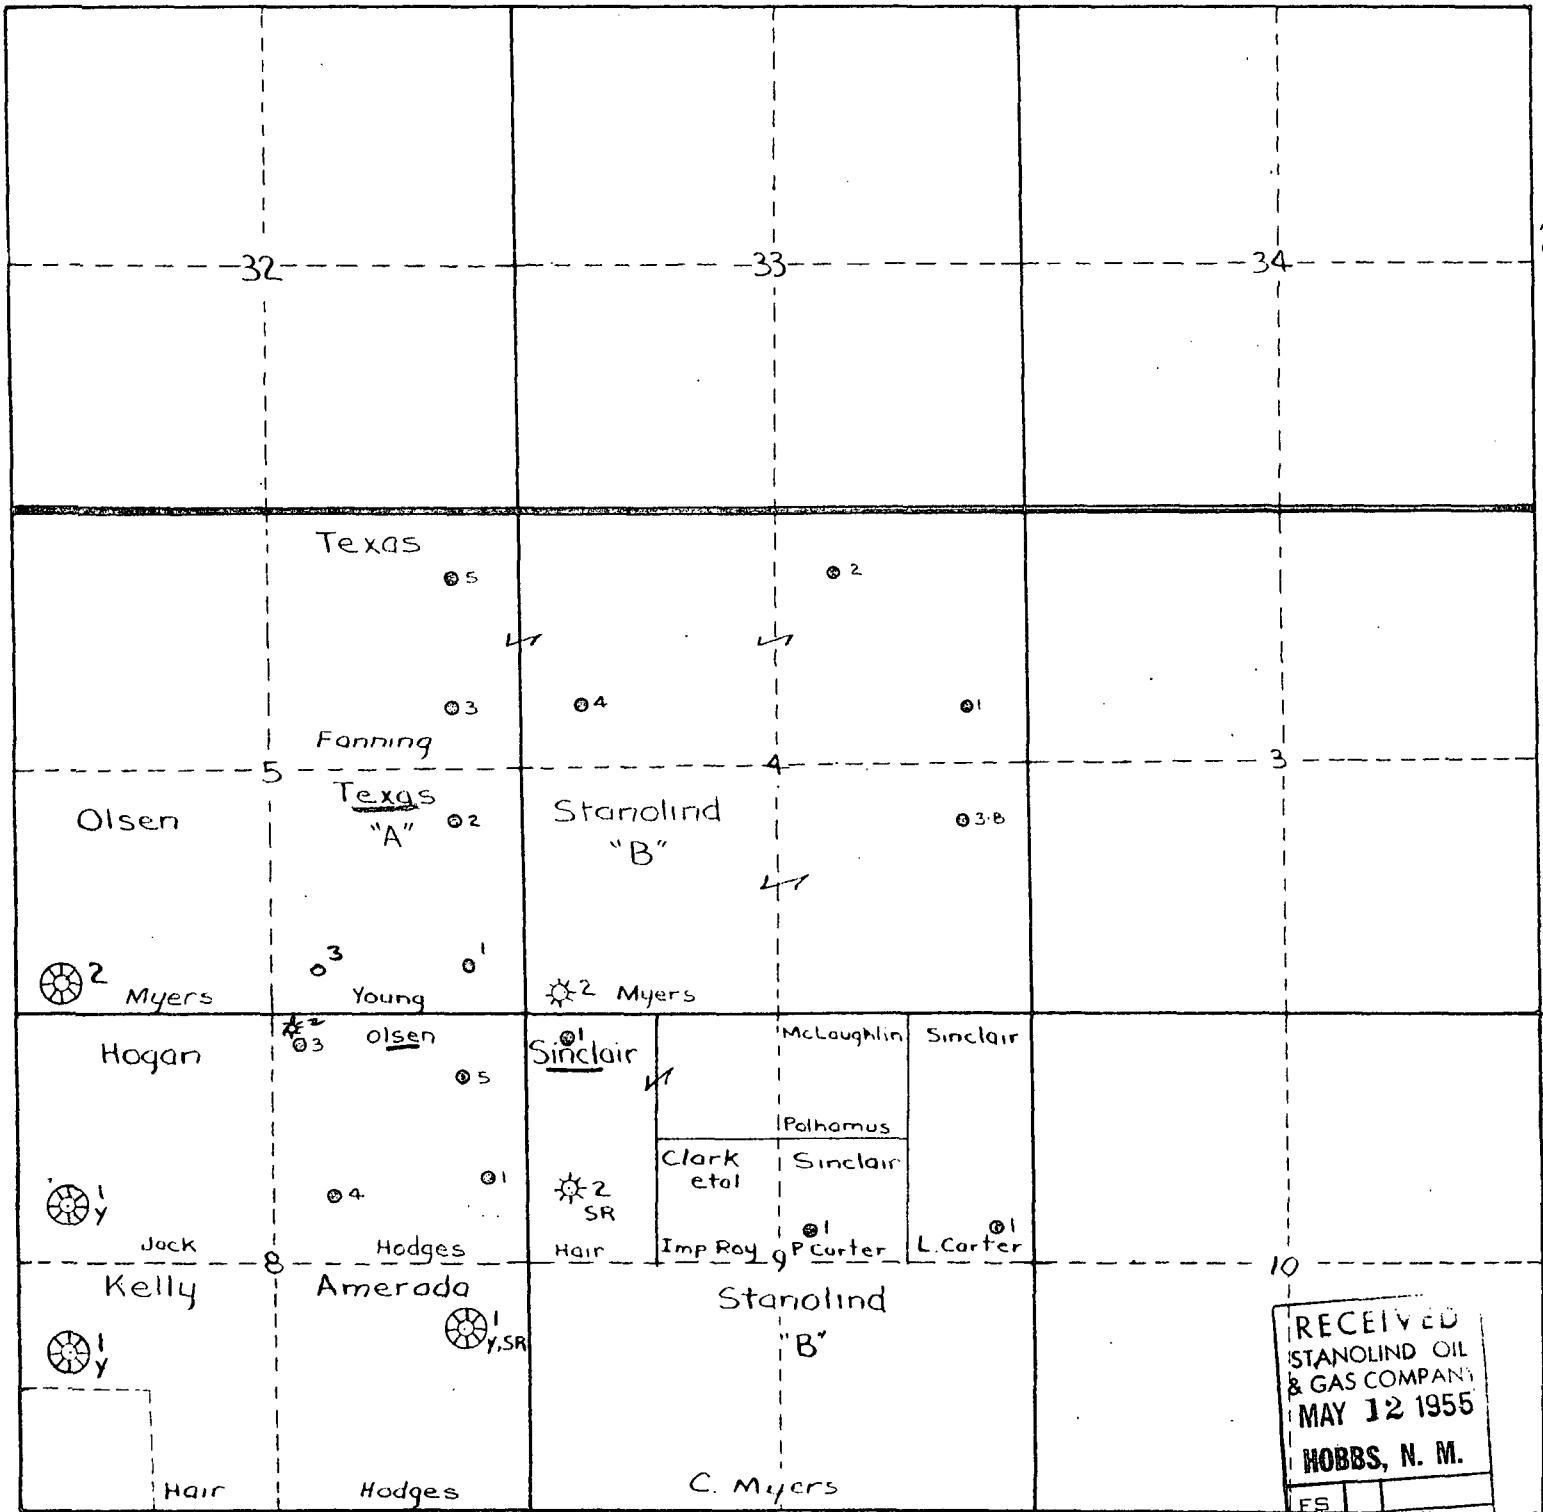 32 33 34
Texas
5 2
3 4 1
Fanning
5 4 3
Olsen Texas "A" 2 Stanolind "B" 3-B
2 Myers 3 1 Young 2 Myers
Hogan 2 3 Olsen 1 Sinclair McLaughlin Sinclair
5
Polhamus
Clark etal Sinclair
1 Y 4 1 2 SR 1 1
Jack Hodges Hair Imp Roy P Carter L. Carter
8 9 10
Kelly Amerada Stanolind "B"
1 Y 1 Y,SR
Hair Hodges C. Myers
RECEIVED
STANOLIND OIL
& GAS COMPANY
MAY 12 1955
HOBBS, N. M.
FS